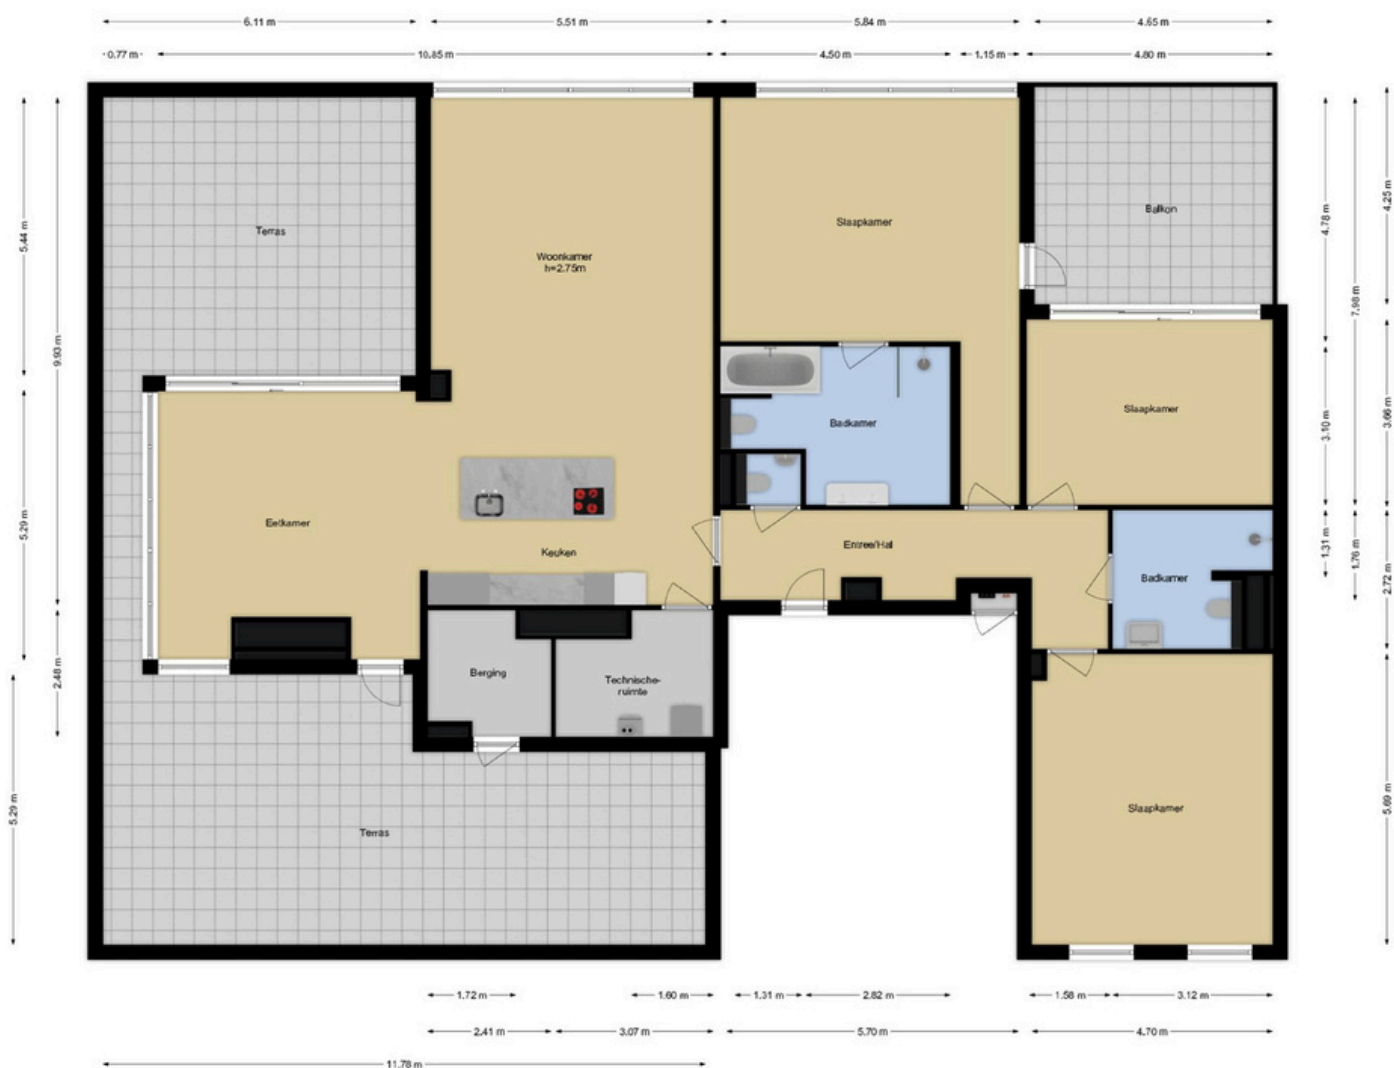 6.11 m
5.51 m
5.84 m
4.65 m
0.77 m
10.85 m
4.50 m
1.15 m
4.80 m
5.44 m
9.93 m
5.29 m
2.48 m
5.29 m
Terras
Woonkamer
h=2.75m
Slaapkamer
Balkon
Slaapkamer
Badkamer
Eetkamer
Keuken
Entree/Hal
Badkamer
Berging
Technische-
ruimte
Slaapkamer
Terras
4.78 m
7.98 m
4.25 m
3.10 m
3.66 m
1.31 m
1.76 m
2.72 m
5.69 m
1.72 m
1.60 m
1.31 m
2.82 m
1.58 m
3.12 m
2.41 m
3.07 m
5.70 m
4.70 m
11.78 m